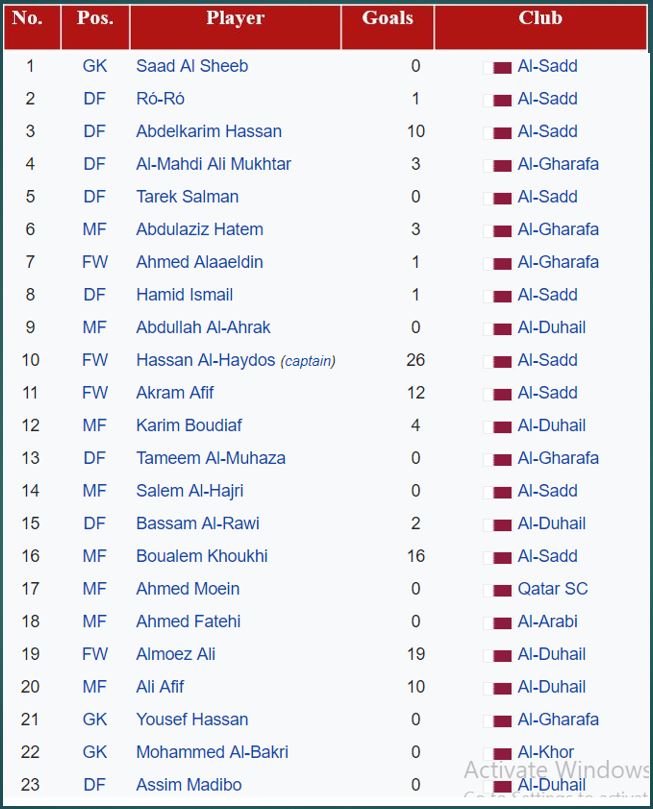 No. Pos. Player Goals Club
1 GK Saad Al Sheeb 0 Al-Sadd
2 DF Ró-Ró 1 Al-Sadd
3 DF Abdelkarim Hassan 10 Al-Sadd
4 DF Al-Mahdi Ali Mukhtar 3 Al-Gharafa
5 DF Tarek Salman 0 Al-Sadd
6 MF Abdulaziz Hatem 3 Al-Gharafa
7 FW Ahmed Alaaeldin 1 Al-Gharafa
8 DF Hamid Ismail 1 Al-Sadd
9 MF Abdullah Al-Ahrak 0 Al-Duhail
10 FW Hassan Al-Haydos (captain) 26 Al-Sadd
11 FW Akram Afif 12 Al-Sadd
12 MF Karim Boudiaf 4 Al-Duhail
13 DF Tameem Al-Muhaza 0 Al-Gharafa
14 MF Salem Al-Hajri 0 Al-Sadd
15 DF Bassam Al-Rawi 2 Al-Duhail
16 MF Boualem Khoukhi 16 Al-Sadd
17 MF Ahmed Moein 0 Qatar SC
18 MF Ahmed Fatehi 0 Al-Arabi
19 FW Almoez Ali 19 Al-Duhail
20 MF Ali Afif 10 Al-Duhail
21 GK Yousef Hassan 0 Al-Gharafa
22 GK Mohammed Al-Bakri 0 Al-Khor
Activate Windows
23 DF Assim Madibo 0 Al-Duhail